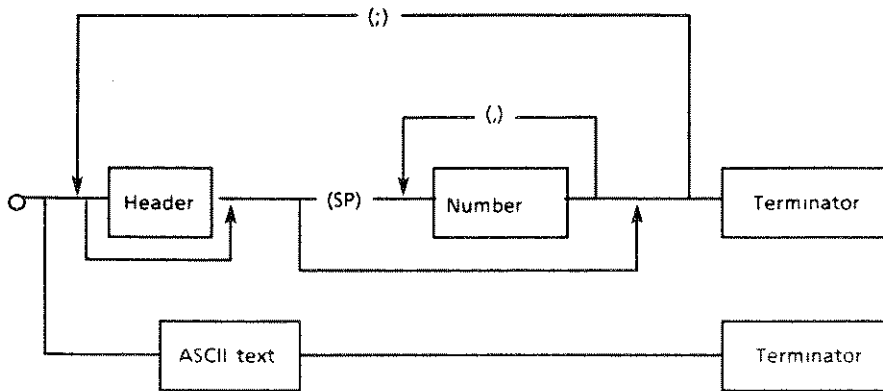 (;)
(,)
Header
(SP)
Number
Terminator
ASCII text
Terminator